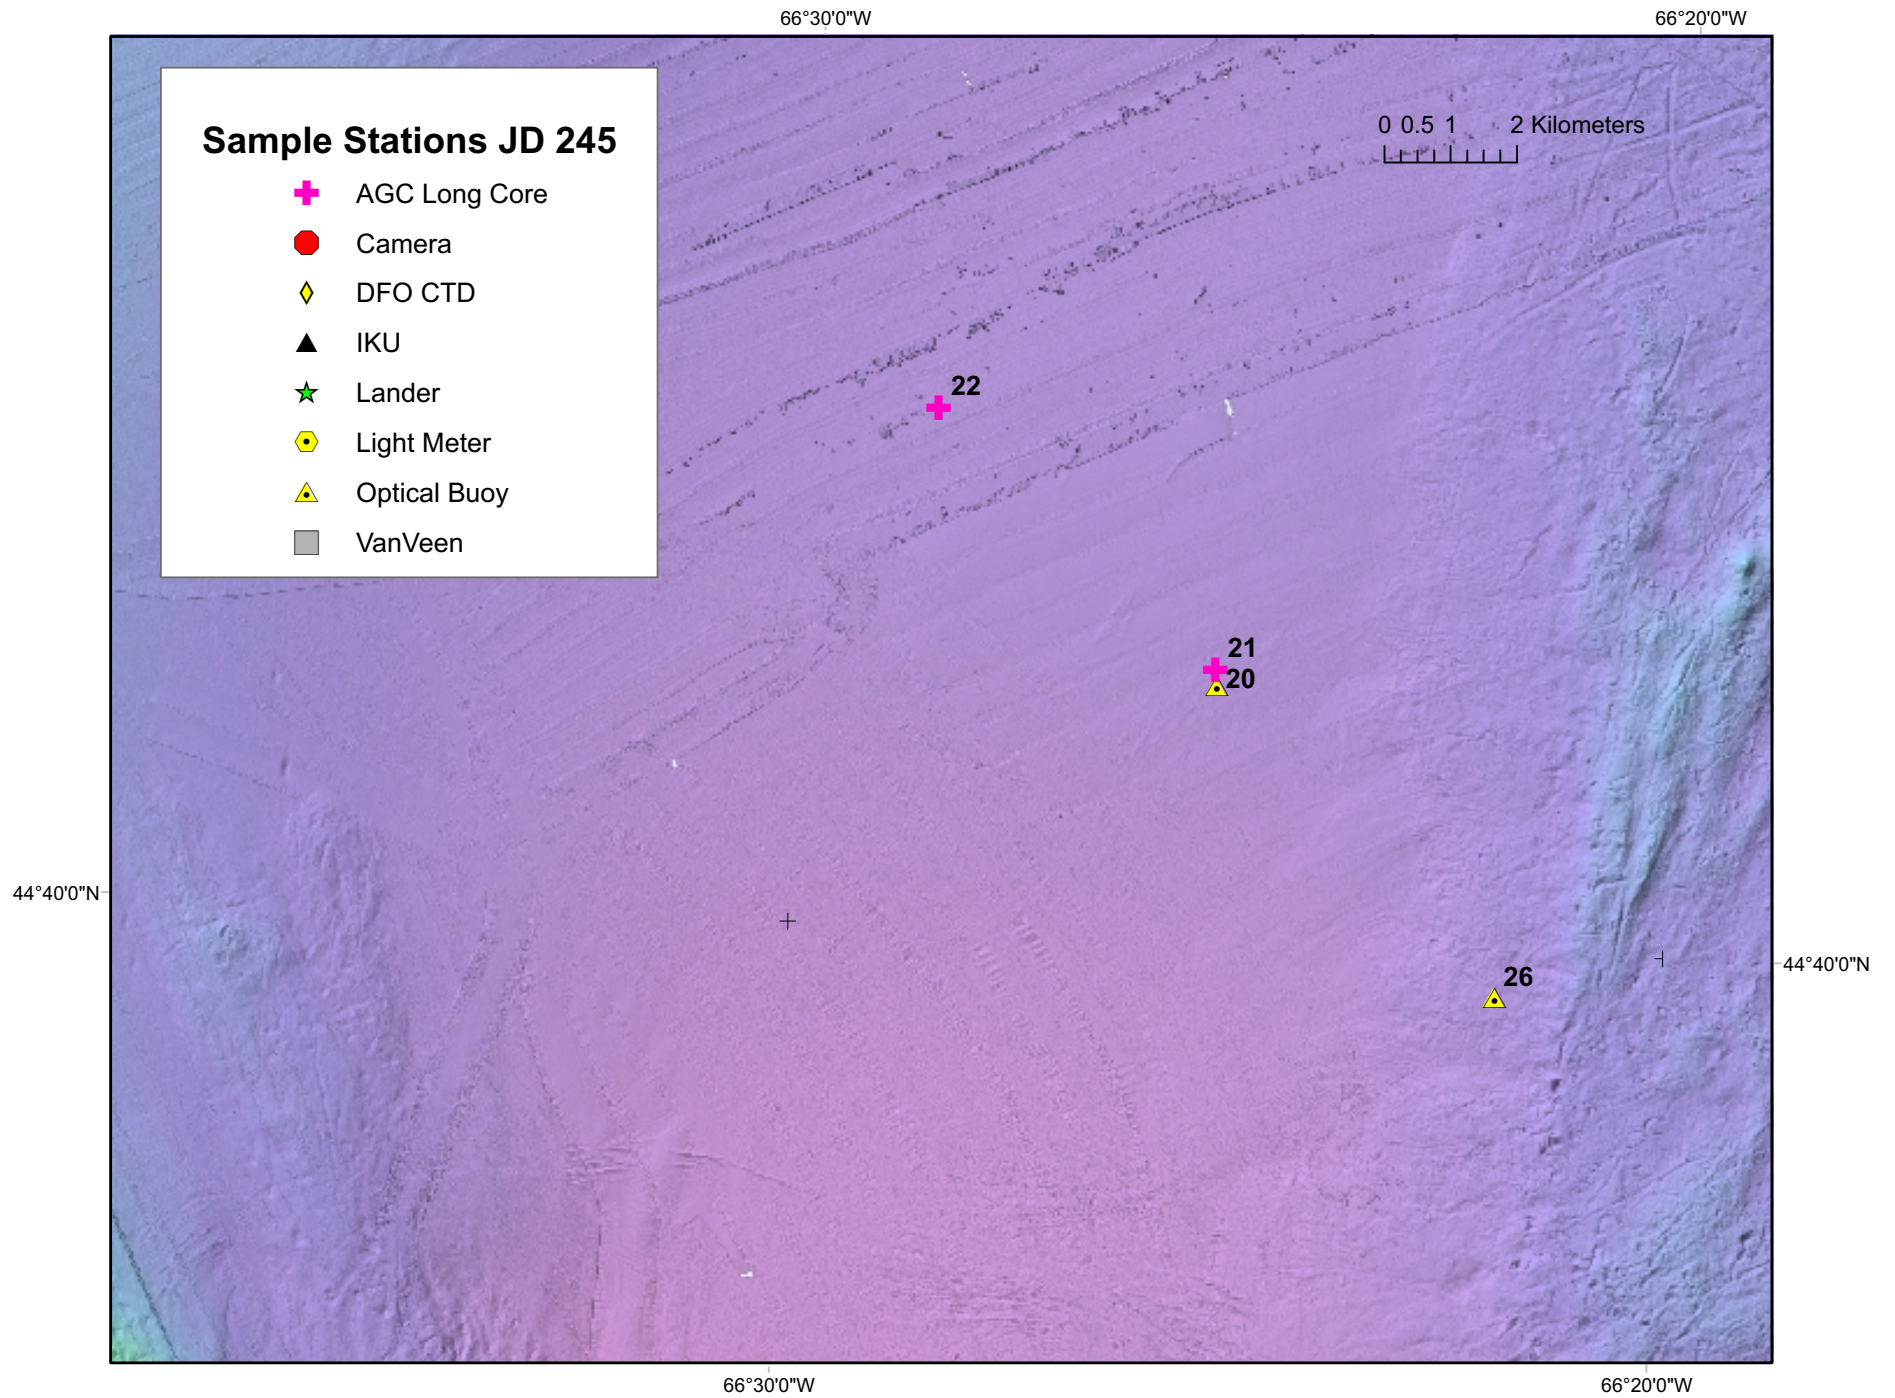 66°30'0"W
66°20'0"W
Sample Stations JD 245
AGC Long Core
Camera
DFO CTD
IKU
Lander
Light Meter
Optical Buoy
VanVeen
0 0.5 1 2 Kilometers
22
21
20
26
44°40'0"N
44°40'0"N
66°30'0"W
66°20'0"W